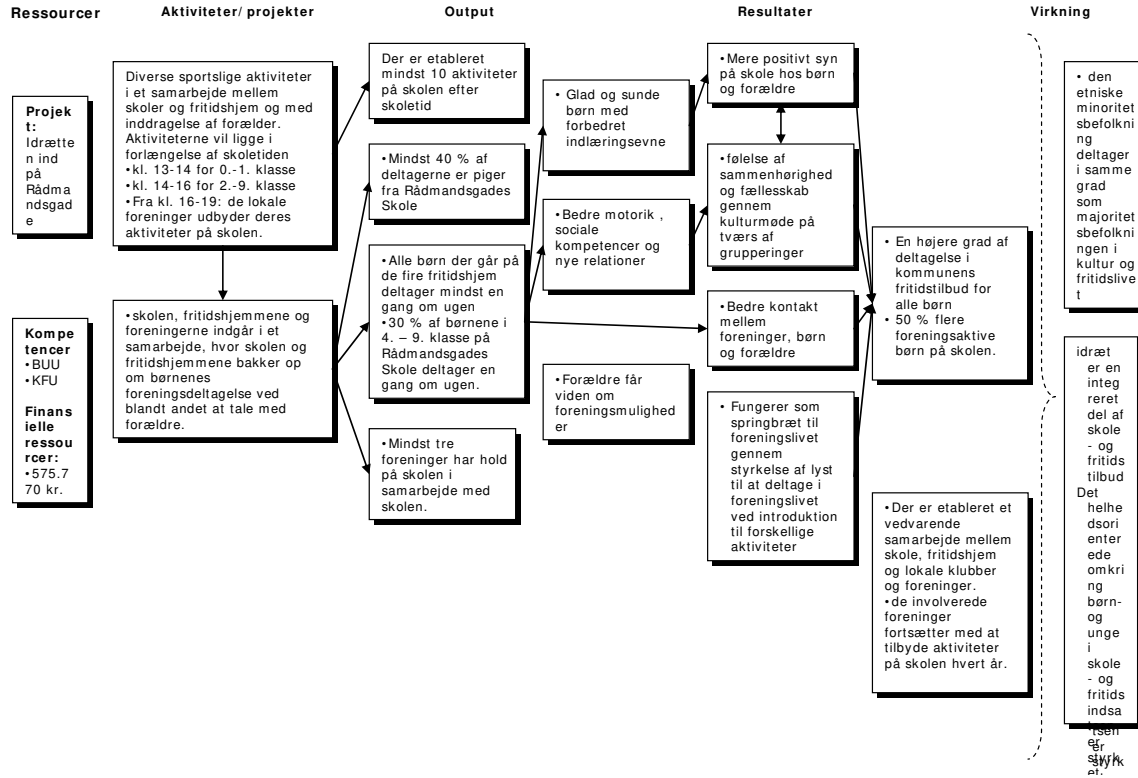 Ressourcer
Aktiviteter/ projekter
Output
Resultater
Virkning
Projek
t:
Idrætte
n ind
på
Rådma
ndsgad
e
Kompe
tencer
•BUU
•KFU
Finans
ielle
ressou
rcer:
•575.7
70 kr.
Diverse sportslige aktiviteter
i et samarbejde mellem
skoler og fritidshjem og med
inddragelse af forælder.
Aktiviteterne vil ligge i
forlængelse af skoletiden
•kl. 13-14 for 0.-1. klasse
•kl. 14-16 for 2.-9. klasse
•Fra kl. 16-19: de lokale
foreninger udbyder deres
aktiviteter på skolen.
•skolen, fritidshjemmene og
foreningerne indgår i et
samarbejde, hvor skolen og
fritidshjemmene bakker op
om børnenes
foreningsdeltagelse ved
blandt andet at tale med
forældre.
Der er etableret
mindst 10 aktiviteter
på skolen efter
skoletid
•Mindst 40 % af
deltagerne er piger
fra Rådmandsgades
Skole
•Alle børn der går på
de fire fritidshjem
deltager mindst en
gang om ugen
•30 % af børnene i
4. – 9. klasse på
Rådmandsgades
Skole deltager en
gang om ugen.
•Mindst tre
foreninger har hold
på skolen i
samarbejde med
skolen.
• Glad og sunde
børn med
forbedret
indlæringsevne
•Bedre motorik ,
sociale
kompetencer og
nye relationer
•Forældre får
viden om
foreningsmulighed
er
•Mere positivt syn
på skole hos børn
og forældre
•følelse af
sammenhørighed
og fællesskab
gennem
kulturmøde på
tværs af
grupperinger
•Bedre kontakt
mellem
foreninger, børn
og forældre
• Fungerer som
springbræt til
foreningslivet
gennem
styrkelse af lyst
til at deltage i
foreningslivet
ved introduktion
til forskellige
aktiviteter
• En højere grad af
deltagelse i
kommunens
fritidstilbud for
alle børn
• 50 % flere
foreningsaktive
børn på skolen.
•Der er etableret et
vedvarende
samarbejde mellem
skole, fritidshjem
og lokale klubber
og foreninger.
•de involverede
foreninger
fortsætter med at
tilbyde aktiviteter
på skolen hvert år.
• den
etniske
minoritet
sbefolkni
ng
deltager
i samme
grad
som
majoritet
sbefolkni
ngen i
kultur og
fritidslive
t
idræt
er en
integ
reret
del af
skole
- og
fritids
tilbud
Det
helhe
dsori
enter
ede
omkri
ng
børn-
og
unge
i
skole
- og
fritids
indsa